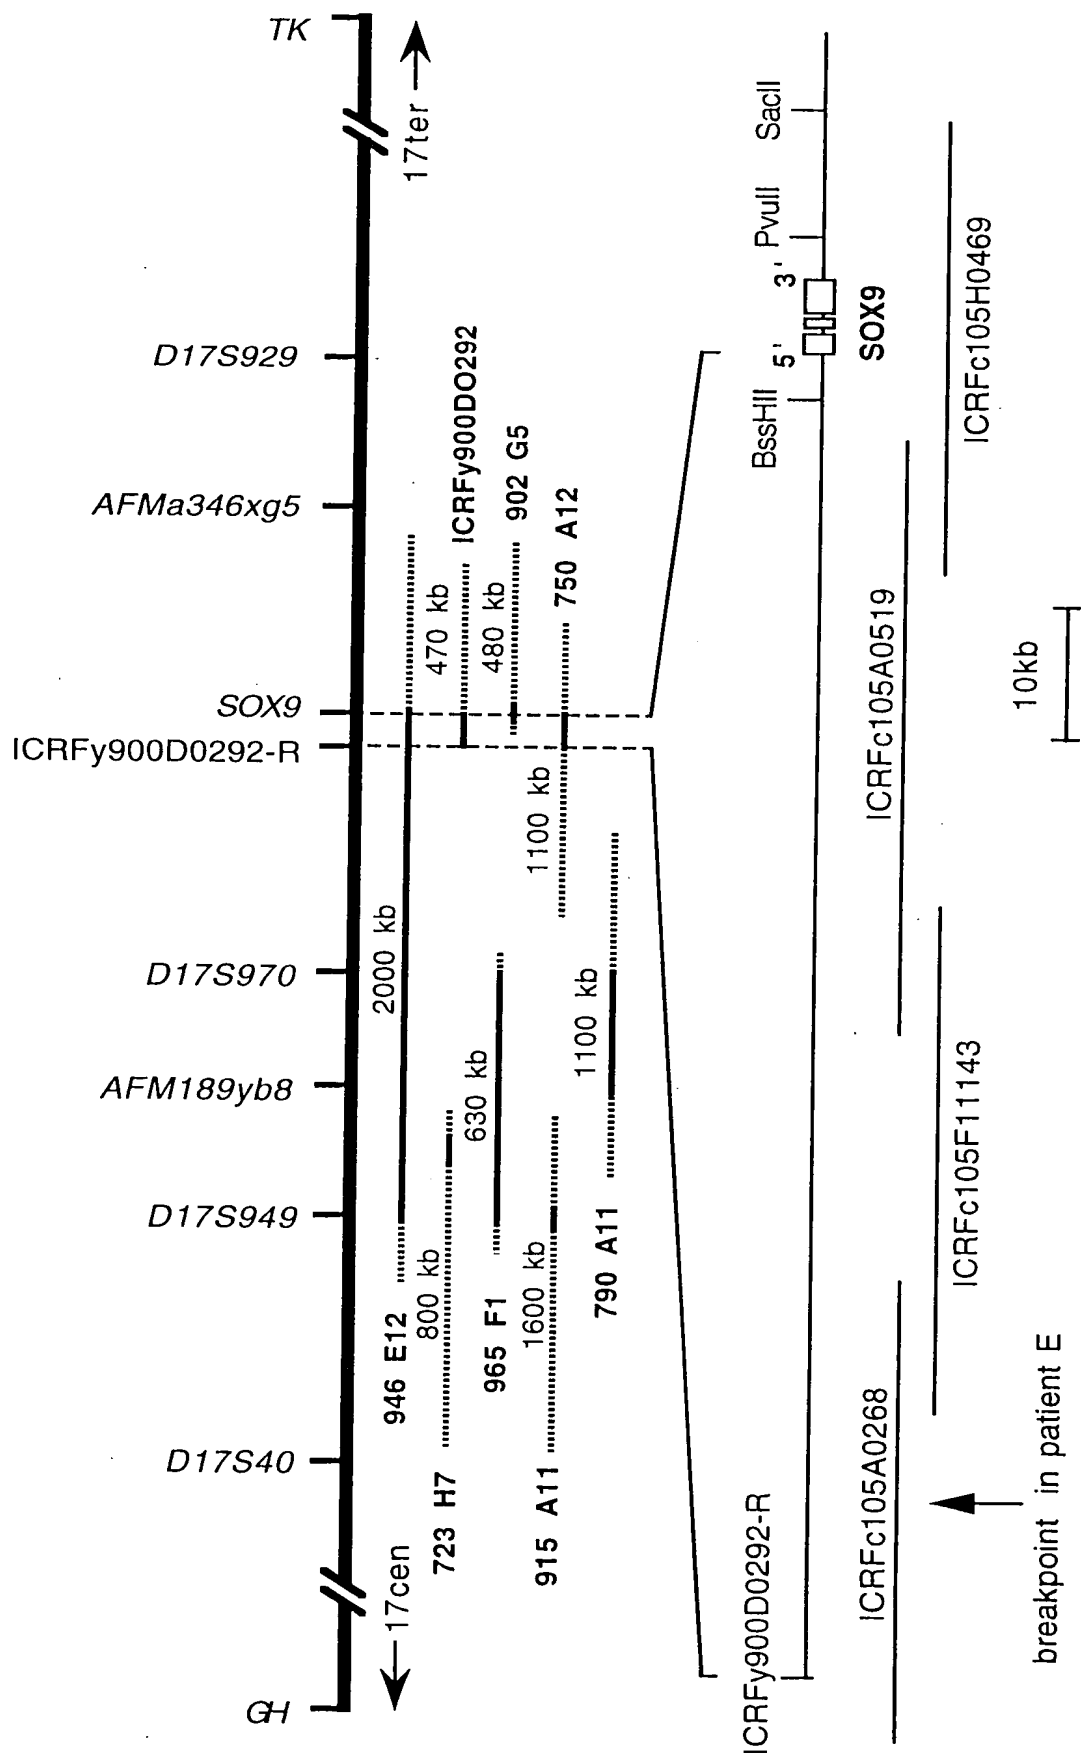 TK
17ter
D17S929
AFMa346xg5
SOX9
ICRFy900D0292-R
D17S970
AFM189yb8
D17S949
D17S40
GH
17cen
2000 kb
946 E12
470 kb
ICRFy900DO292
480 kb
902 G5
1100 kb
750 A12
800 kb
723 H7
630 kb
965 F1
1600 kb
915 A11
1100 kb
790 A11
SacII
PvuII
3'
5'
BssHII
SOX9
ICRFy900D0292-R
ICRFc105H0469
ICRFc105A0519
ICRFc105F11143
ICRFc105A0268
10kb
breakpoint in patient E